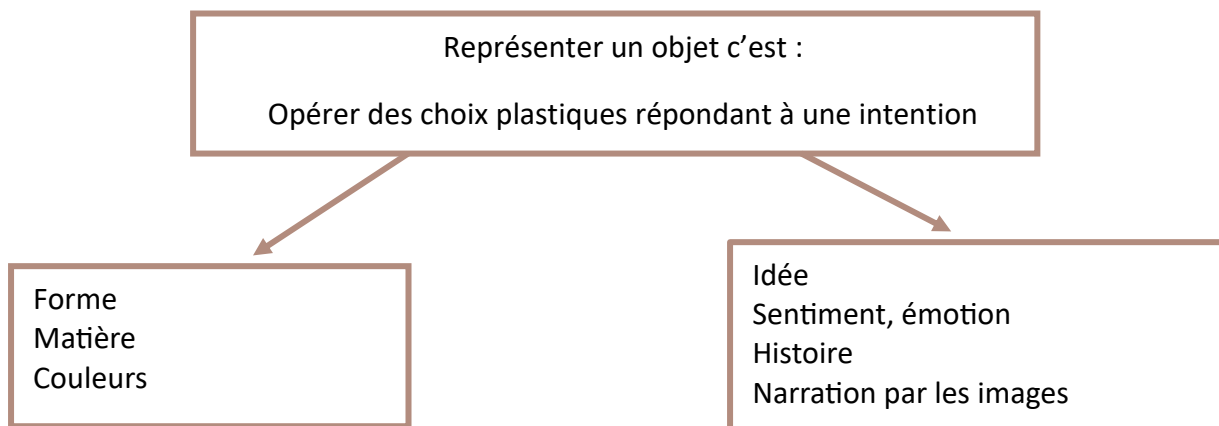 Représenter un objet c’est :
Opérer des choix plastiques répondant à une intention
Forme
Matière
Couleurs
Idée
Sentiment, émotion
Histoire
Narration par les images